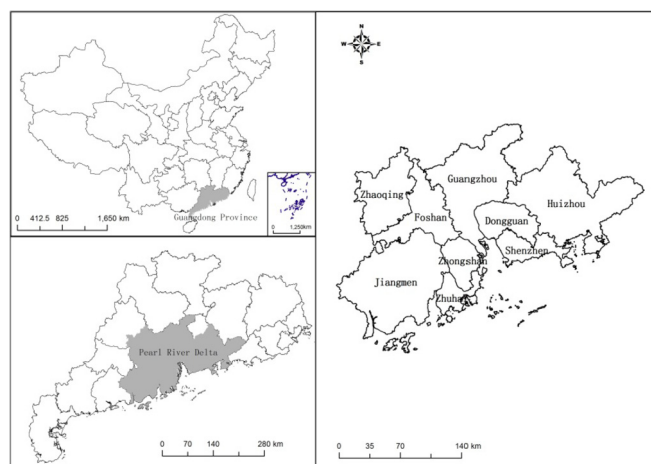 0 412.5 825 1,650 km
Guangdong Province
0 1,250km
Pearl River Delta
0 70 140 280 km
N
W E
S
Guangzhou
Zhaoqing
Huizhou
Foshan
Dongguan
Shenzhen
Zhongshan
Jiangmen
Zhuhai
0 35 70 140 km